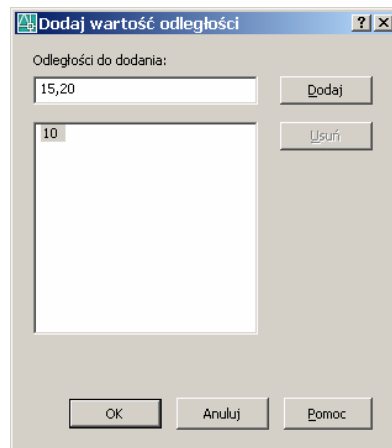 Dodaj wartość odległości
Odległości do dodania:
15,20
Dodaj
10
Usuń
OK
Anuluj
Pomoc